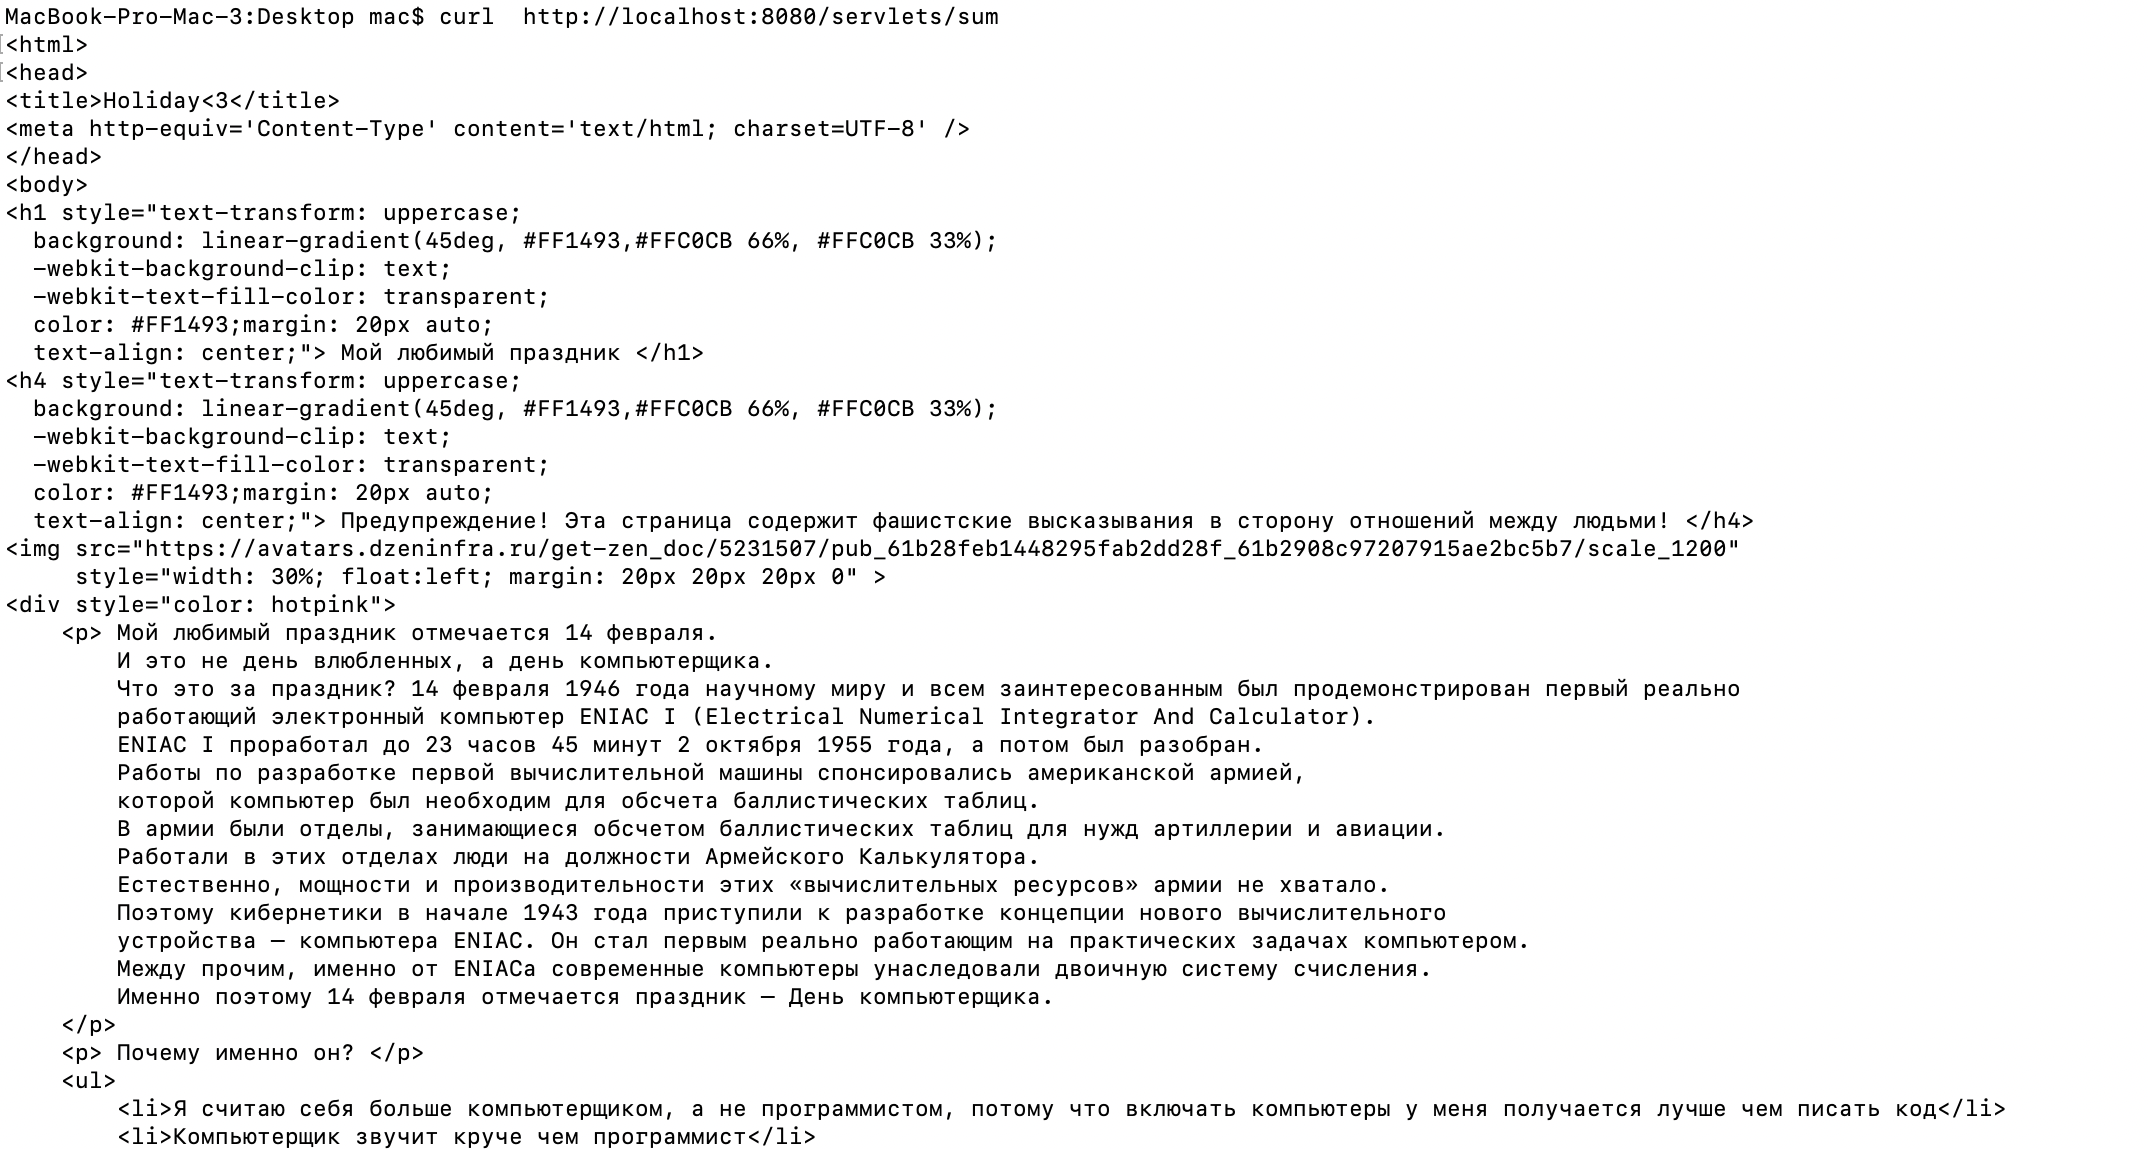 MacBook-Pro-Mac-3:Desktop mac$ curl  http://localhost:8080/servlets/sum
<html>
<head>
<title>Holiday<3</title>
<meta http-equiv='Content-Type' content='text/html; charset=UTF-8' />
</head>
<body>
<h1 style="text-transform: uppercase;
  background: linear-gradient(45deg, #FF1493,#FFC0CB 66%, #FFC0CB 33%);
  -webkit-background-clip: text;
  -webkit-text-fill-color: transparent;
  color: #FF1493;margin: 20px auto;
  text-align: center;"> Мой любимый праздник </h1>
<h4 style="text-transform: uppercase;
  background: linear-gradient(45deg, #FF1493,#FFC0CB 66%, #FFC0CB 33%);
  -webkit-background-clip: text;
  -webkit-text-fill-color: transparent;
  color: #FF1493;margin: 20px auto;
  text-align: center;"> Предупреждение! Эта страница содержит фашистские высказывания в сторону отношений между людьми! </h4>
<img src="https://avatars.dzeninfra.ru/get-zen_doc/5231507/pub_61b28feb1448295fab2dd28f_61b2908c97207915ae2bc5b7/scale_1200"
     style="width: 30%; float:left; margin: 20px 20px 20px 0" >
<div style="color: hotpink">
    <p> Мой любимый праздник отмечается 14 февраля.
        И это не день влюбленных, а день компьютерщика.
        Что это за праздник? 14 февраля 1946 года научному миру и всем заинтересованным был продемонстрирован первый реально
        работающий электронный компьютер ENIAC I (Electrical Numerical Integrator And Calculator).
        ENIAC I проработал до 23 часов 45 минут 2 октября 1955 года, а потом был разобран.
        Работы по разработке первой вычислительной машины спонсировались американской армией,
        которой компьютер был необходим для обсчета баллистических таблиц.
        В армии были отделы, занимающиеся обсчетом баллистических таблиц для нужд артиллерии и авиации.
        Работали в этих отделах люди на должности Армейского Калькулятора.
        Естественно, мощности и производительности этих «вычислительных ресурсов» армии не хватало.
        Поэтому кибернетики в начале 1943 года приступили к разработке концепции нового вычислительного
        устройства – компьютера ENIAC. Он стал первым реально работающим на практических задачах компьютером.
        Между прочим, именно от ENIACа современные компьютеры унаследовали двоичную систему счисления.
        Именно поэтому 14 февраля отмечается праздник – День компьютерщика.
    </p>
    <p> Почему именно он? </p>
    <ul>
        <li>Я считаю себя больше компьютерщиком, а не программистом, потому что включать компьютеры у меня получается лучше чем писать код</li>
        <li>Компьютерщик звучит круче чем программист</li>